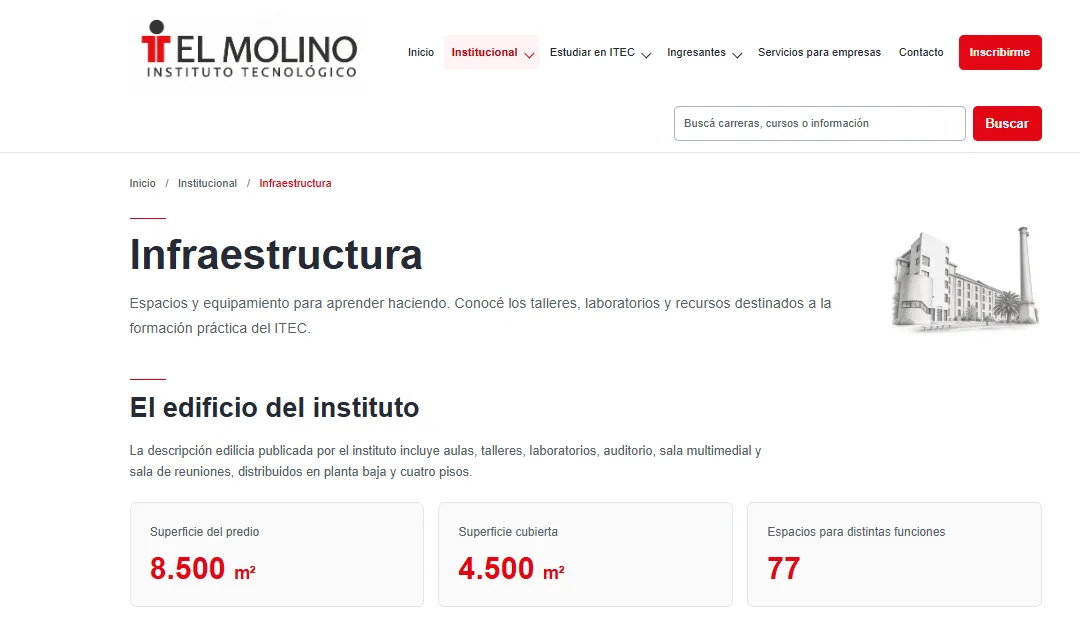 EL MOLINO
INSTITUTO TECNOLÓGICO
Inicio Institucional Estudiar en ITEC Ingresantes Servicios para empresas Contacto Inscribirme
Buscá carreras, cursos o información Buscar
Inicio / Institucional / Infraestructura
Infraestructura
Espacios y equipamiento para aprender haciendo. Conocé los talleres, laboratorios y recursos destinados a la
formación práctica del ITEC.
El edificio del instituto
La descripción edilicia publicada por el instituto incluye aulas, talleres, laboratorios, auditorio, sala multimedial y
sala de reuniones, distribuidos en planta baja y cuatro pisos.
Superficie del predio
8.500 m²
Superficie cubierta
4.500 m²
Espacios para distintas funciones
77